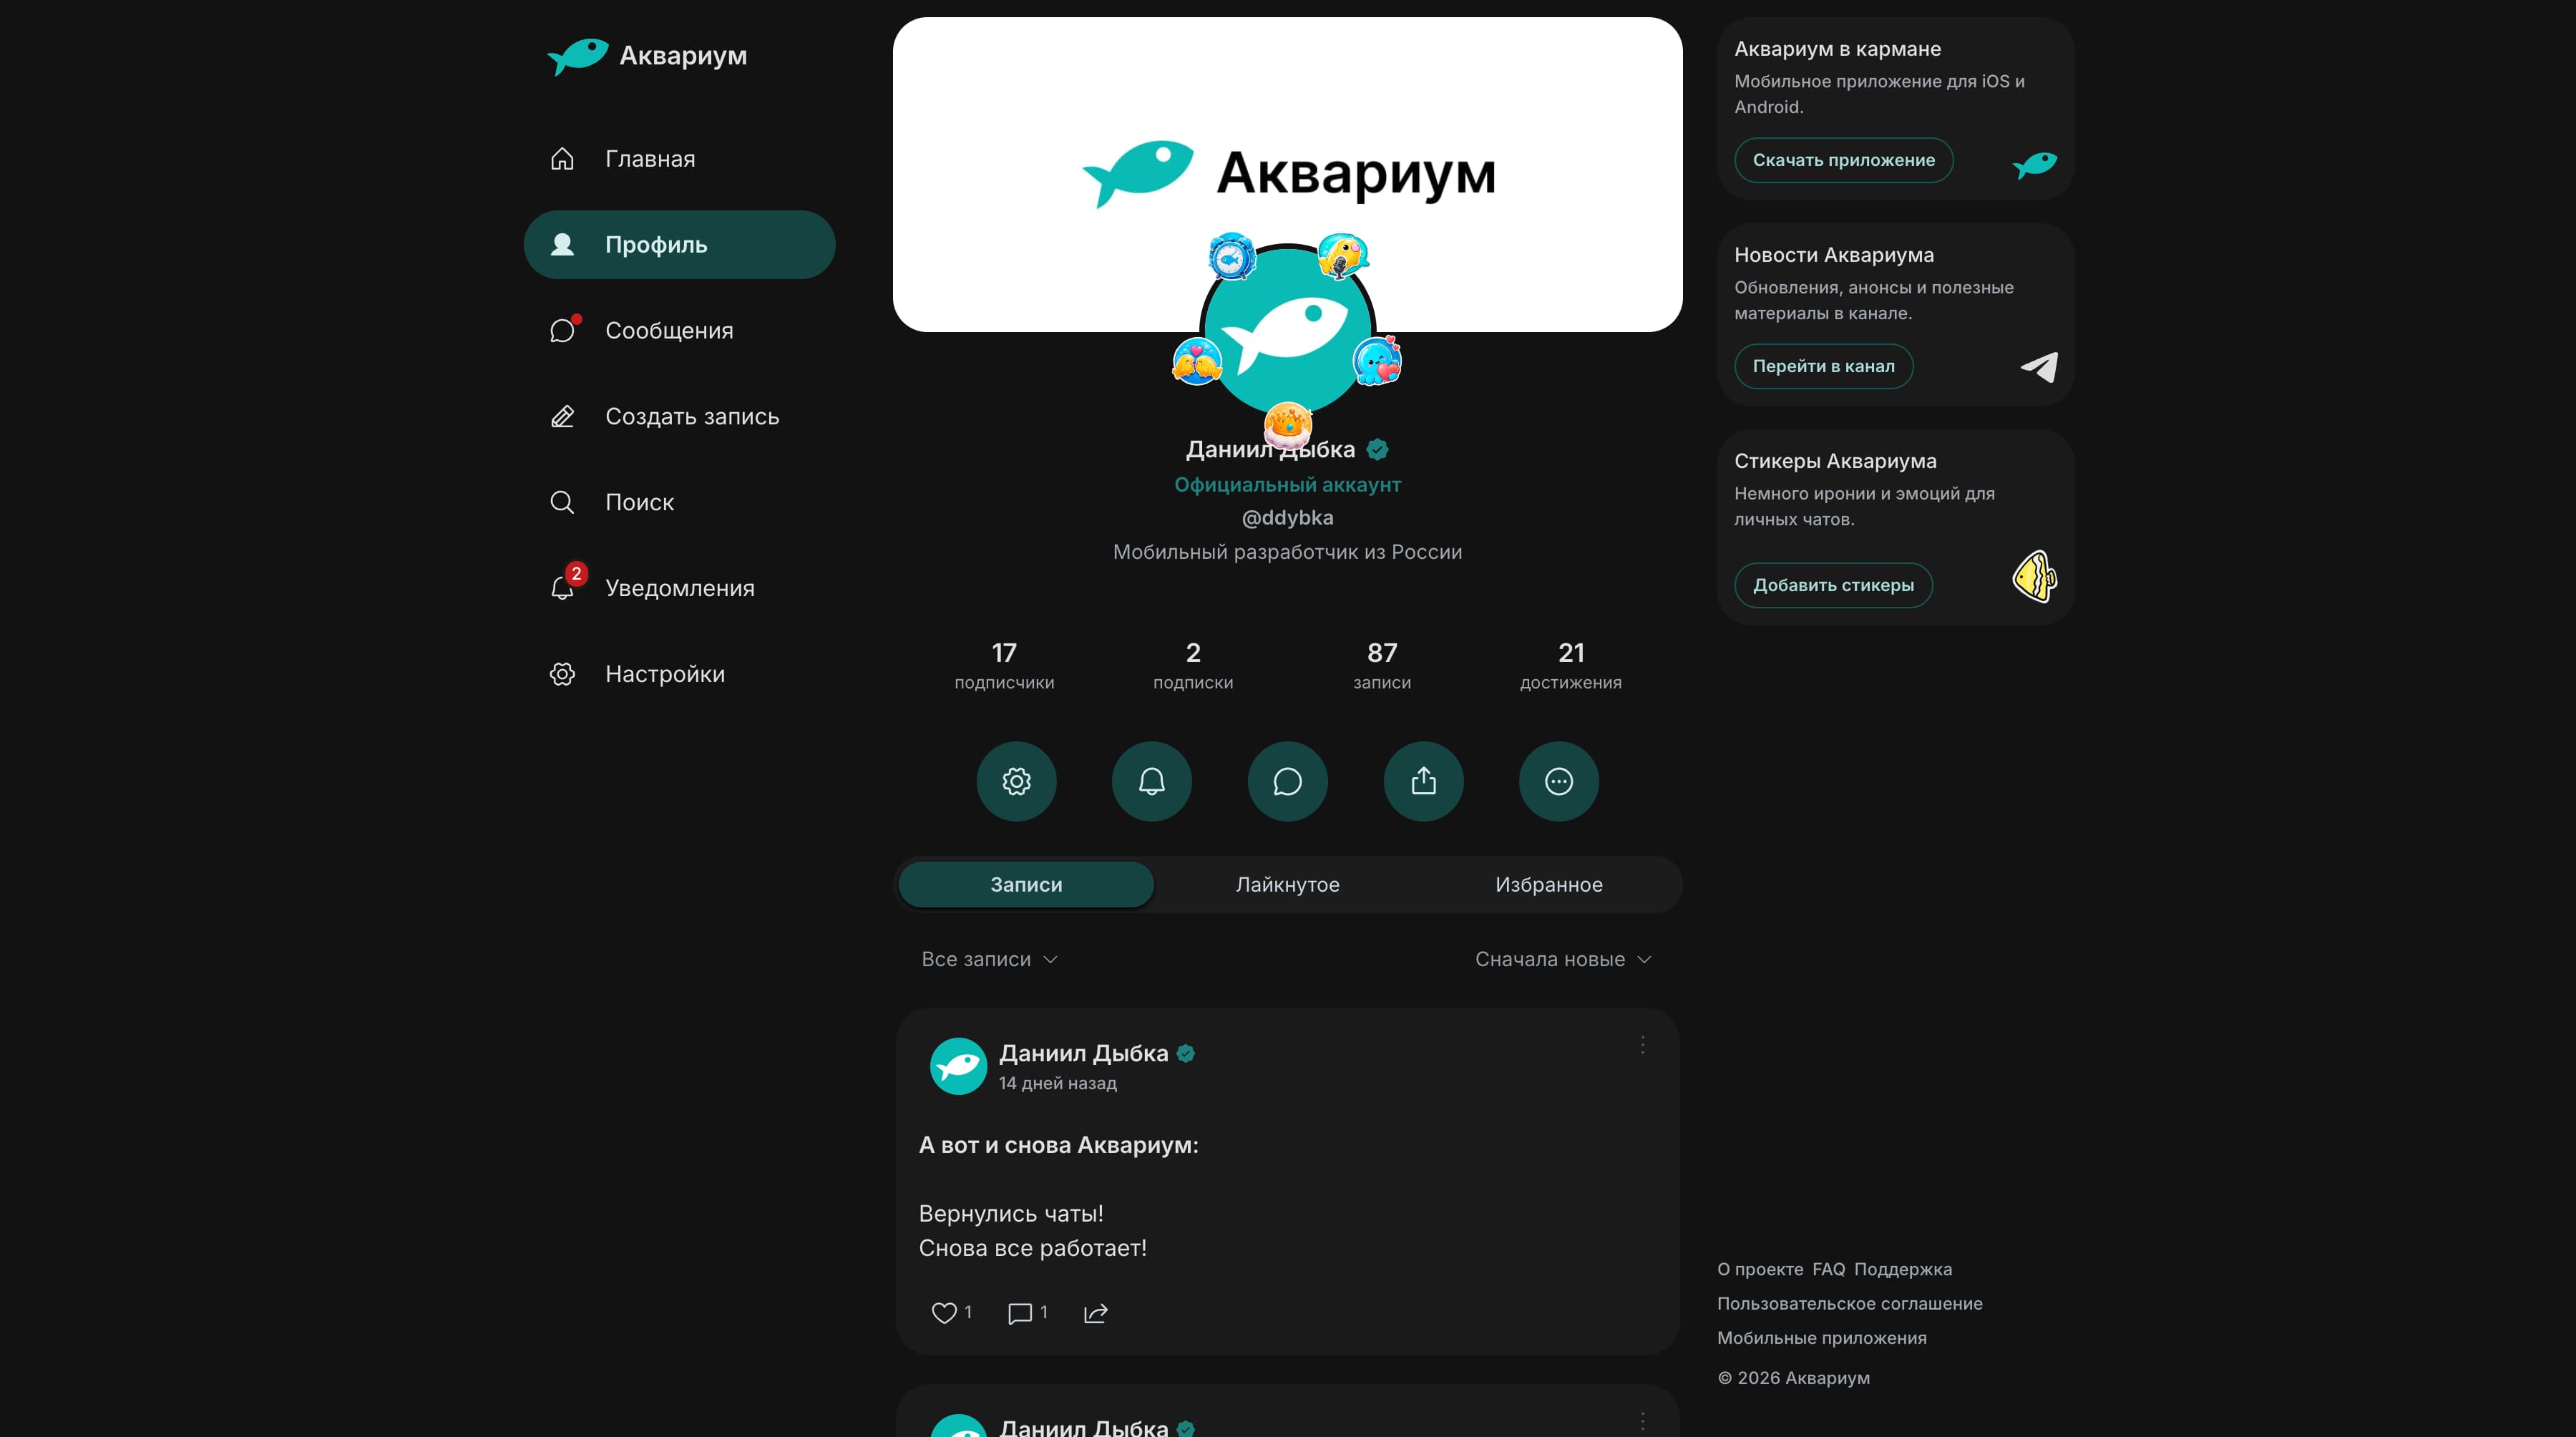 Аквариум
Главная
Профиль
Сообщения
Создать запись
Поиск
2
Уведомления
Настройки
Аквариум
Даниил Дыбка
Официальный аккаунт
@ddybka
Мобильный разработчик из России
17
подписчики
2
подписки
87
записи
21
достижения
Записи
Лайкнутое
Избранное
Все записи
Сначала новые
Даниил Дыбка
14 дней назад
А вот и снова Аквариум:
Вернулись чаты!
Снова все работает!
1
1
Даниил Дыбка
Аквариум в кармане
Мобильное приложение для iOS и
Android.
Скачать приложение
Новости Аквариума
Обновления, анонсы и полезные
материалы в канале.
Перейти в канал
Стикеры Аквариума
Немного иронии и эмоций для
личных чатов.
Добавить стикеры
О проекте FAQ Поддержка
Пользовательское соглашение
Мобильные приложения
© 2026 Аквариум